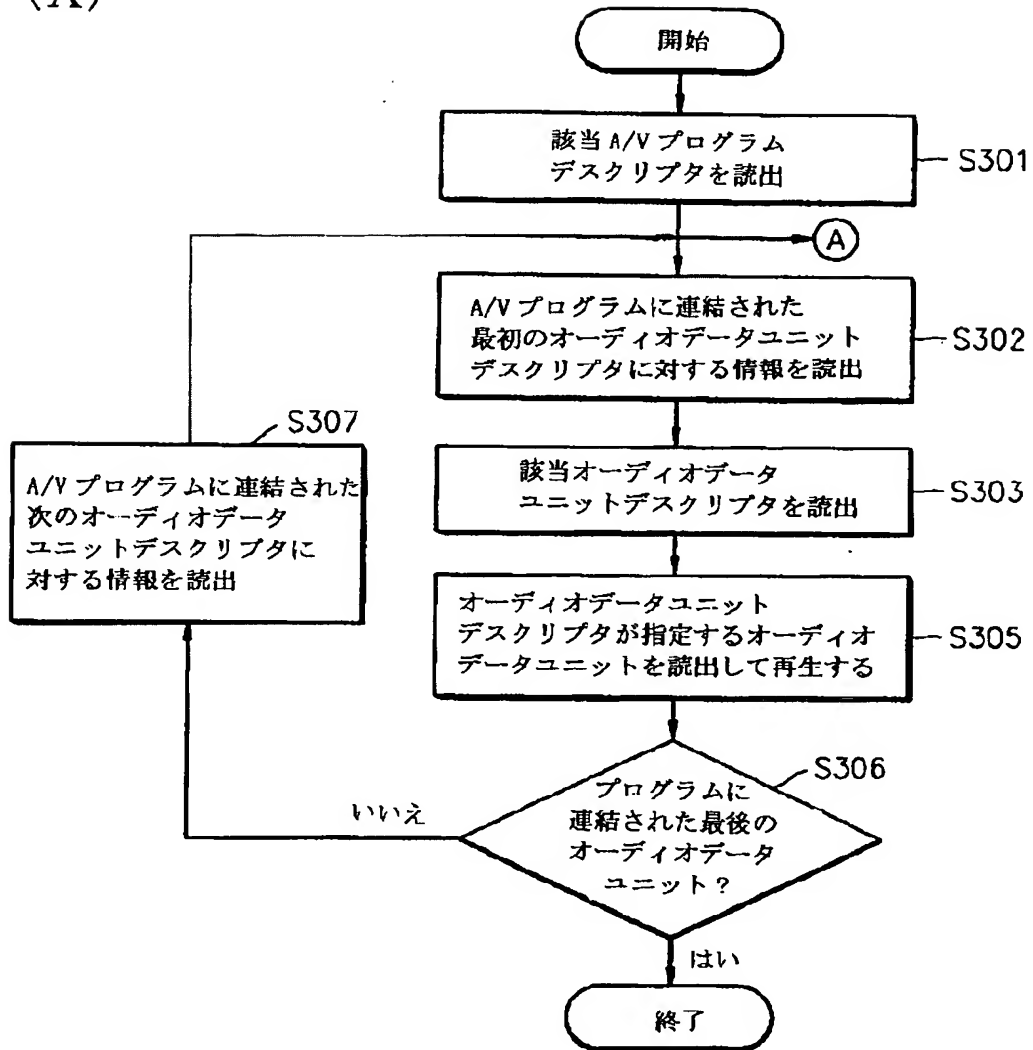 (A)
開始
該当A/Vプログラム
デスクリプタを読出
S301
A
A/Vプログラムに連結された
最初のオーディオデータユニット
デスクリプタに対する情報を読出
S302
S307
A/Vプログラムに連結された
次のオーディオデータ
ユニットデスクリプタに
対する情報を読出
該当オーディオデータ
ユニットデスクリプタを読出
S303
オーディオデータユニット
デスクリプタが指定するオーディオ
データユニットを読出して再生する
S305
S306
プログラムに
連結された最後の
オーディオデータ
ユニット?
いいえ
はい
終了